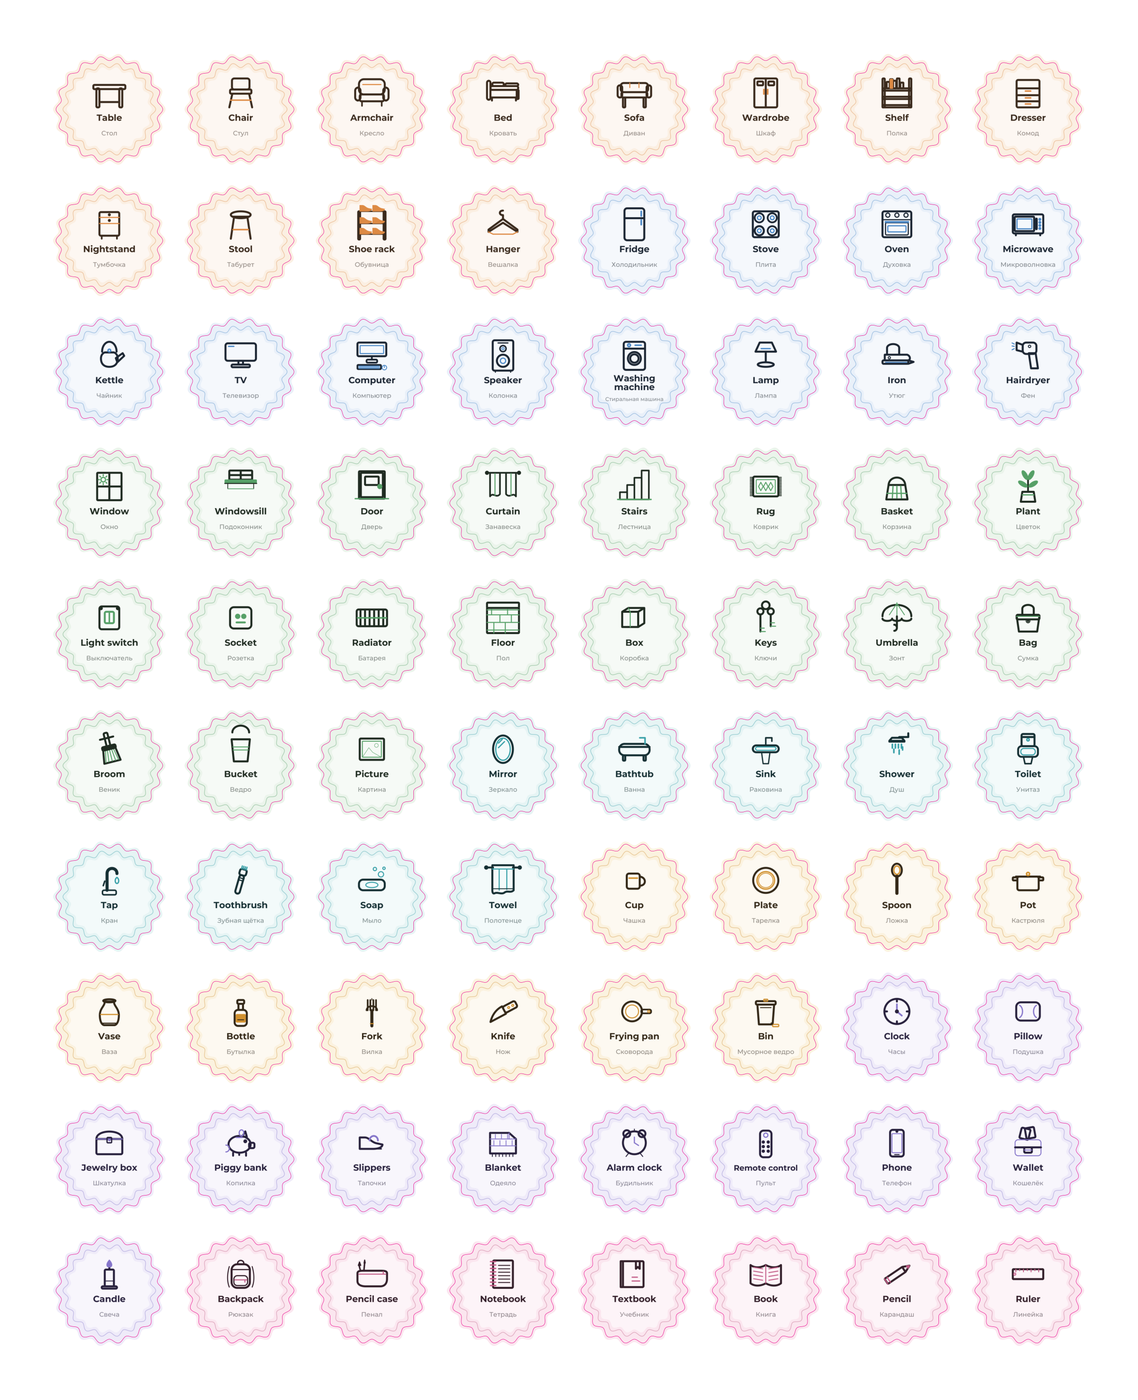 Table
Стол
Chair
Стул
Armchair
Кресло
Bed
Кровать
Sofa
Диван
Wardrobe
Шкаф
Shelf
Полка
Dresser
Комод
Nightstand
Тумбочка
Stool
Табурет
Shoe rack
Обувница
Hanger
Вешалка
Fridge
Холодильник
Stove
Плита
Oven
Духовка
Microwave
Микроволновка
Kettle
Чайник
TV
Телевизор
Computer
Компьютер
Speaker
Колонка
Washing
machine
Стиральная машина
Lamp
Лампа
Iron
Утюг
Hairdryer
Фен
Window
Окно
Windowsill
Подоконник
Door
Дверь
Curtain
Занавеска
Stairs
Лестница
Rug
Коврик
Basket
Корзина
Plant
Цветок
Light switch
Выключатель
Socket
Розетка
Radiator
Батарея
Floor
Пол
Box
Коробка
Keys
Ключи
Umbrella
Зонт
Bag
Сумка
Broom
Веник
Bucket
Ведро
Picture
Картина
Mirror
Зеркало
Bathtub
Ванна
Sink
Раковина
Shower
Душ
Toilet
Унитаз
Tap
Кран
Toothbrush
Зубная щётка
Soap
Мыло
Towel
Полотенце
Cup
Чашка
Plate
Тарелка
Spoon
Ложка
Pot
Кастрюля
Vase
Ваза
Bottle
Бутылка
Fork
Вилка
Knife
Нож
Frying pan
Сковорода
Bin
Мусорное ведро
Clock
Часы
Pillow
Подушка
Jewelry box
Шкатулка
Piggy bank
Копилка
Slippers
Тапочки
Blanket
Одеяло
Alarm clock
Будильник
Remote control
Пульт
Phone
Телефон
Wallet
Кошелёк
Candle
Свеча
Backpack
Рюкзак
Pencil case
Пенал
Notebook
Тетрадь
Textbook
Учебник
Book
Книга
Pencil
Карандаш
Ruler
Линейка